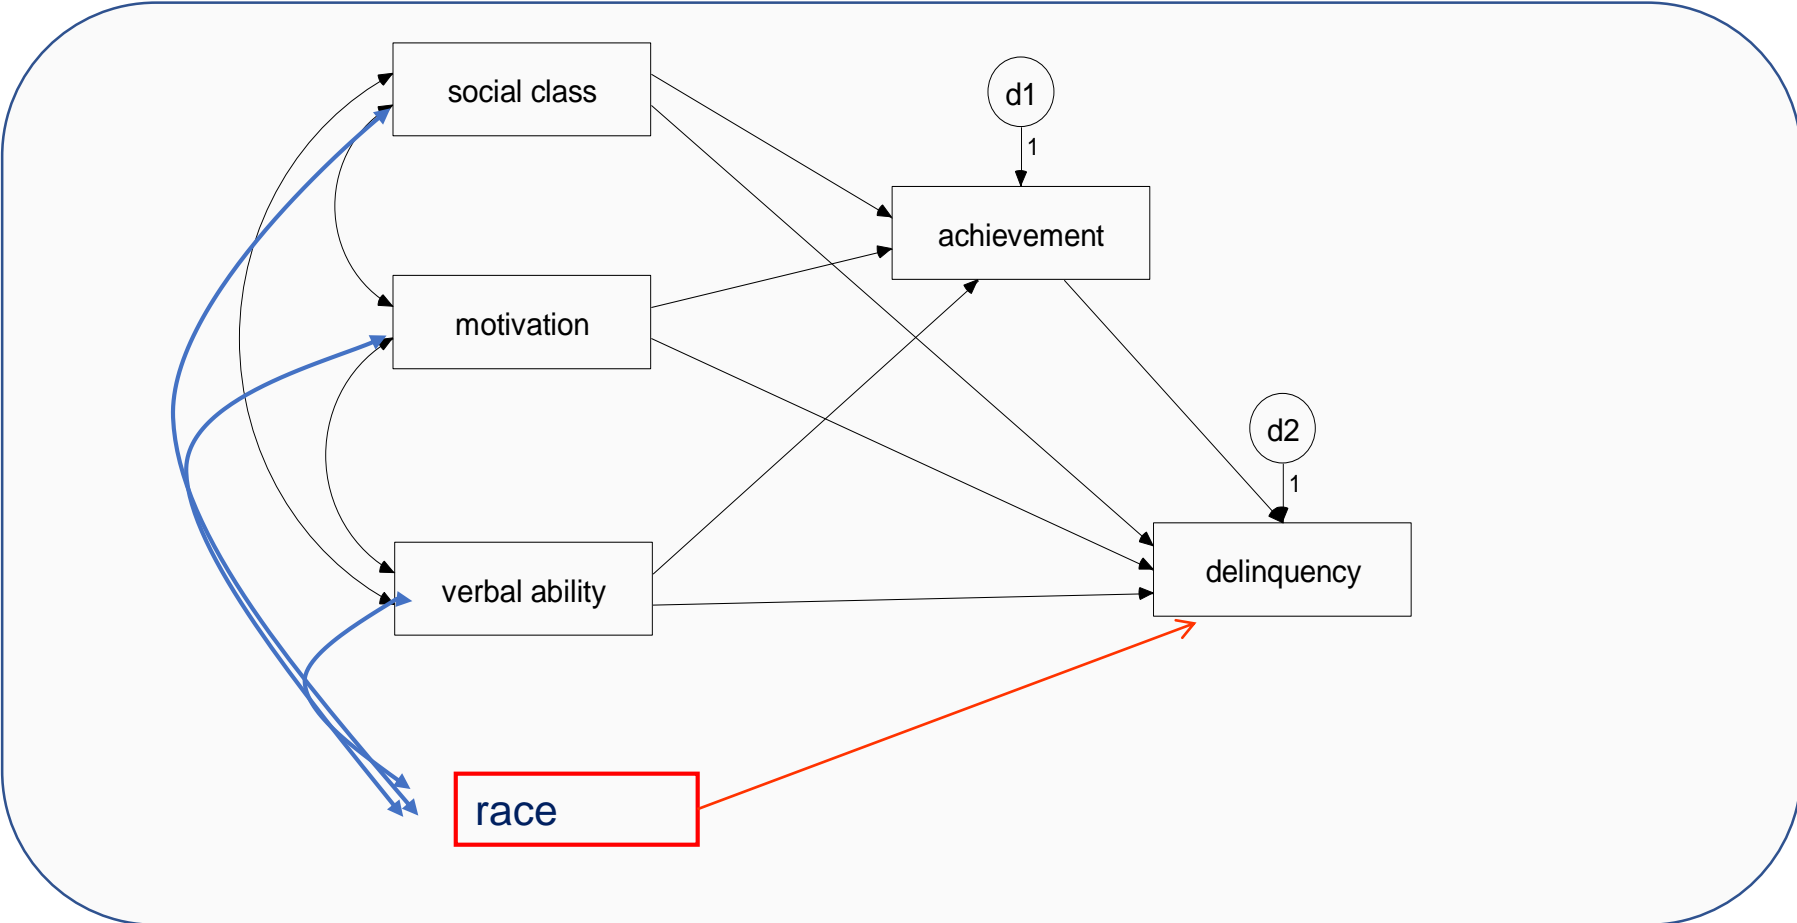 social class
d1
1
achievement
motivation
d2
1
delinquency
verbal ability
race